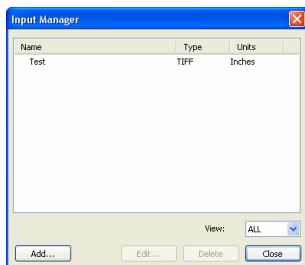 Input Manager
Name Type Units
Test TIFF Inches
View: ALL
Add... Edit... Delete Close